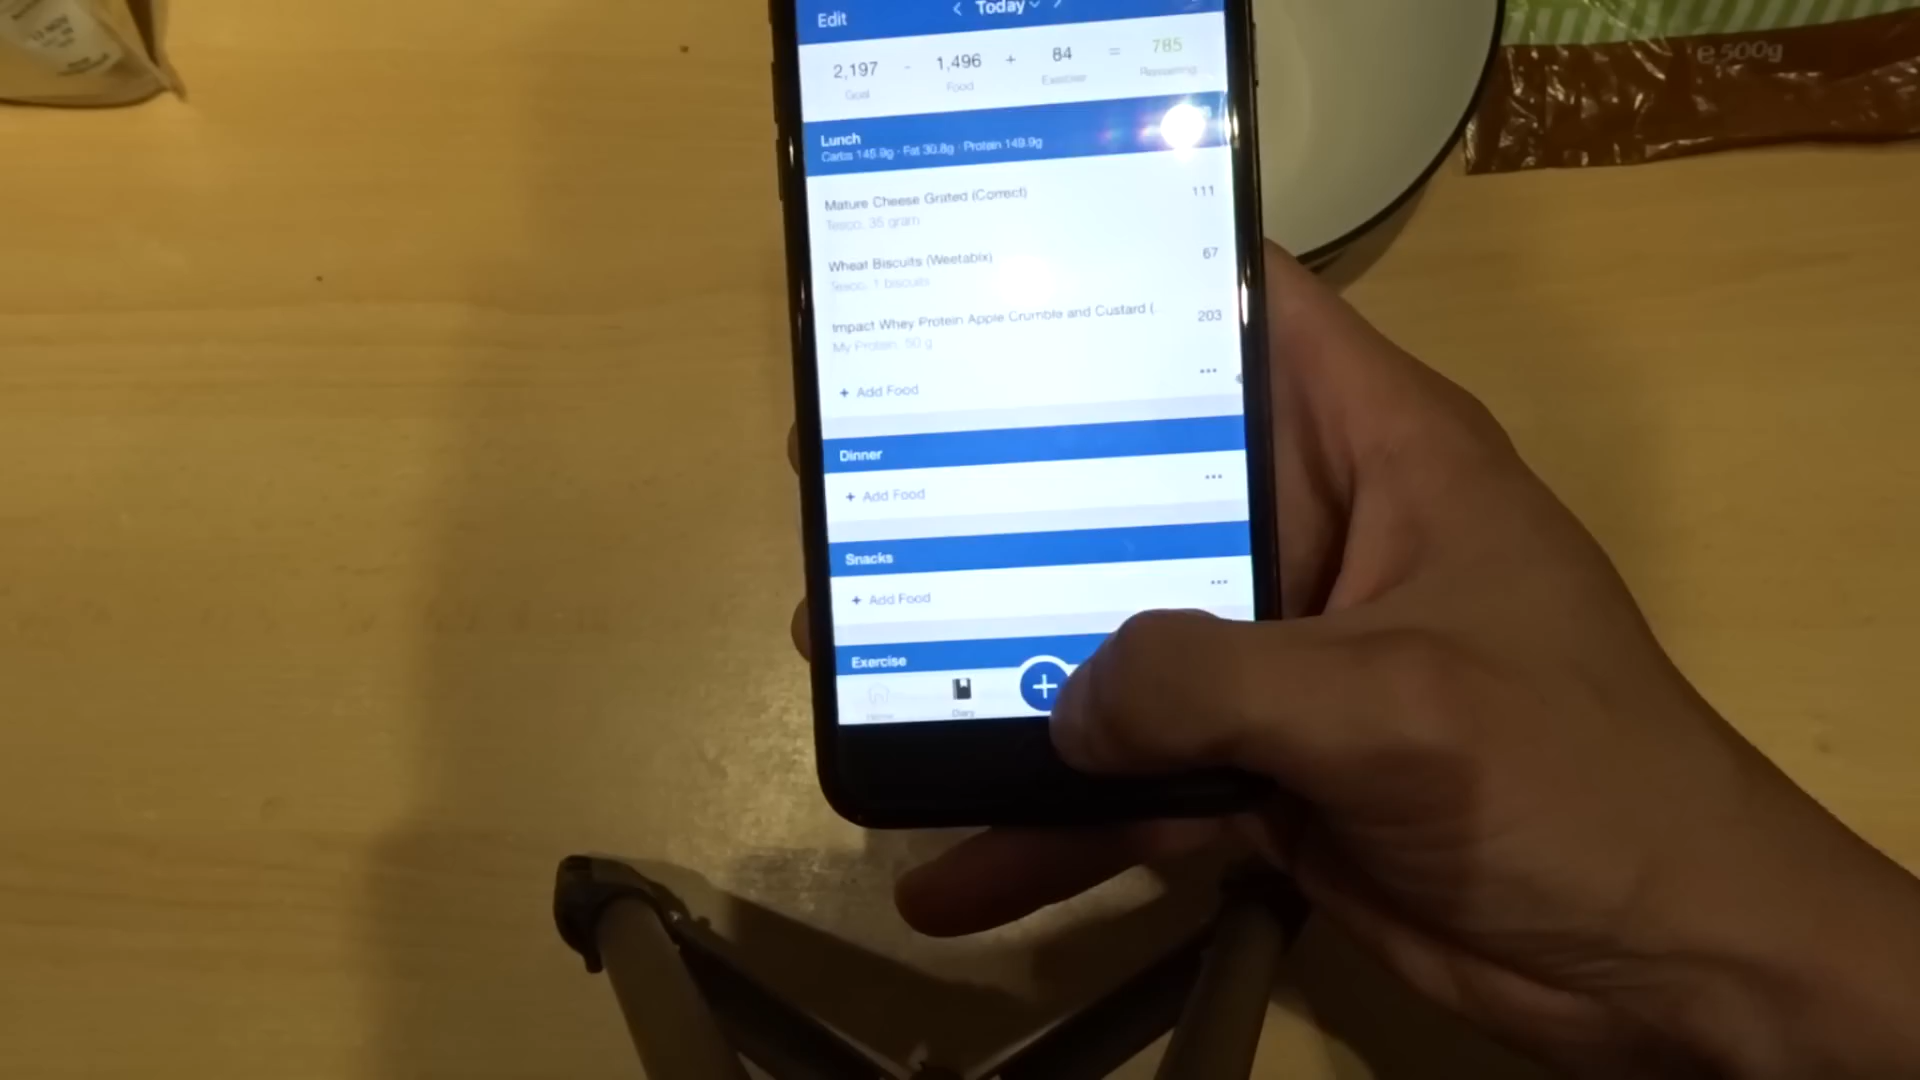 Edit
Today
2,197 - 1,496 + 84 = 785
Goal Food Exercise Remaining
Lunch
Carbs 145.9g · Fat 30.8g · Protein 149.9g
Mature Cheese Grated (Correct) 111
Tesco, 35 gram
Wheat Biscuits (Weetabix) 67
Tesco, 1 biscuits
Impact Whey Protein Apple Crumble and Custard (... 203
My Protein, 50 g
+ Add Food
Dinner
+ Add Food
Snacks
+ Add Food
Exercise
Home Diary
e 500g